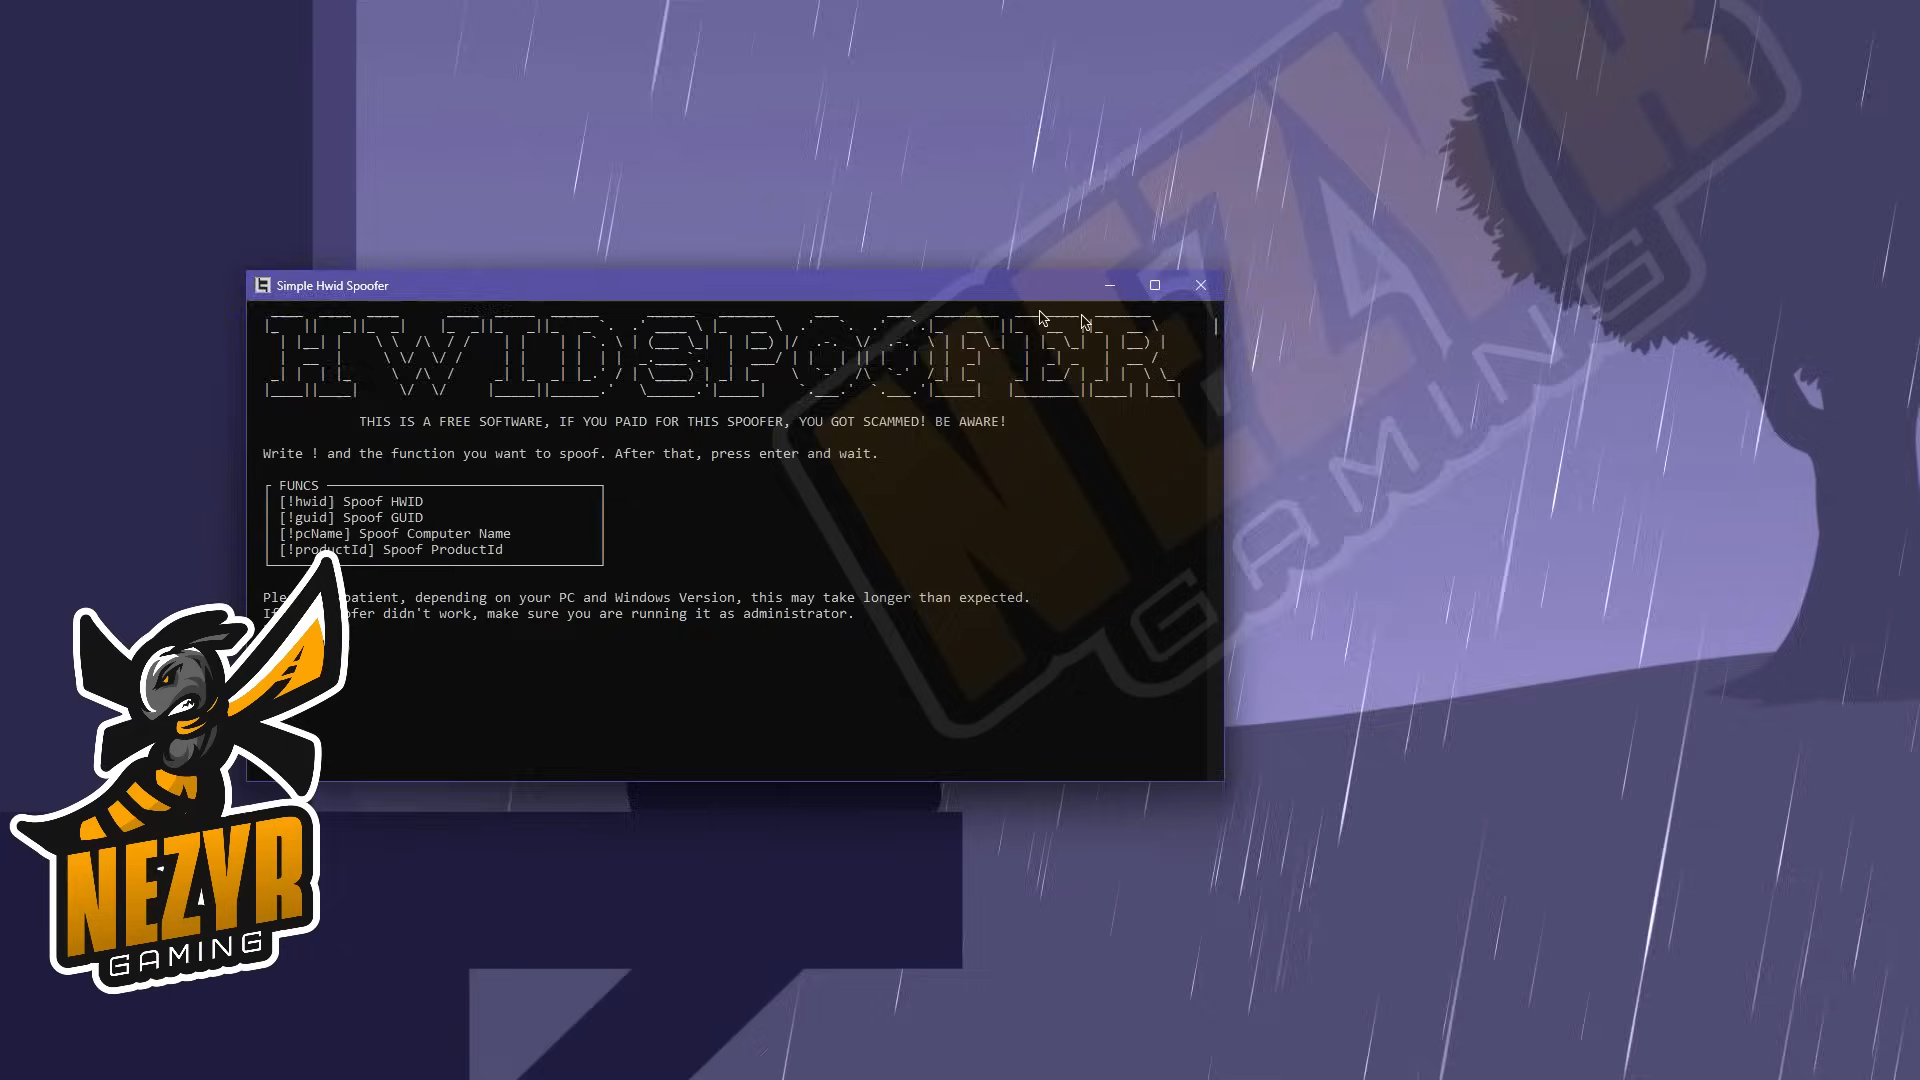 Simple Hwid Spoofer
HWIDSPOOFER
THIS IS A FREE SOFTWARE, IF YOU PAID FOR THIS SPOOFER, YOU GOT SCAMMED! BE AWARE!
Write ! and the function you want to spoof. After that, press enter and wait.
FUNCS
[!hwid] Spoof HWID
[!guid] Spoof GUID
[!pcName] Spoof Computer Name
[!productId] Spoof ProductId
patient, depending on your PC and Windows Version, this may take longer than expected.
didn't work, make sure you are running it as administrator.
NEZYR
GAMING
NEZYR
GAMING